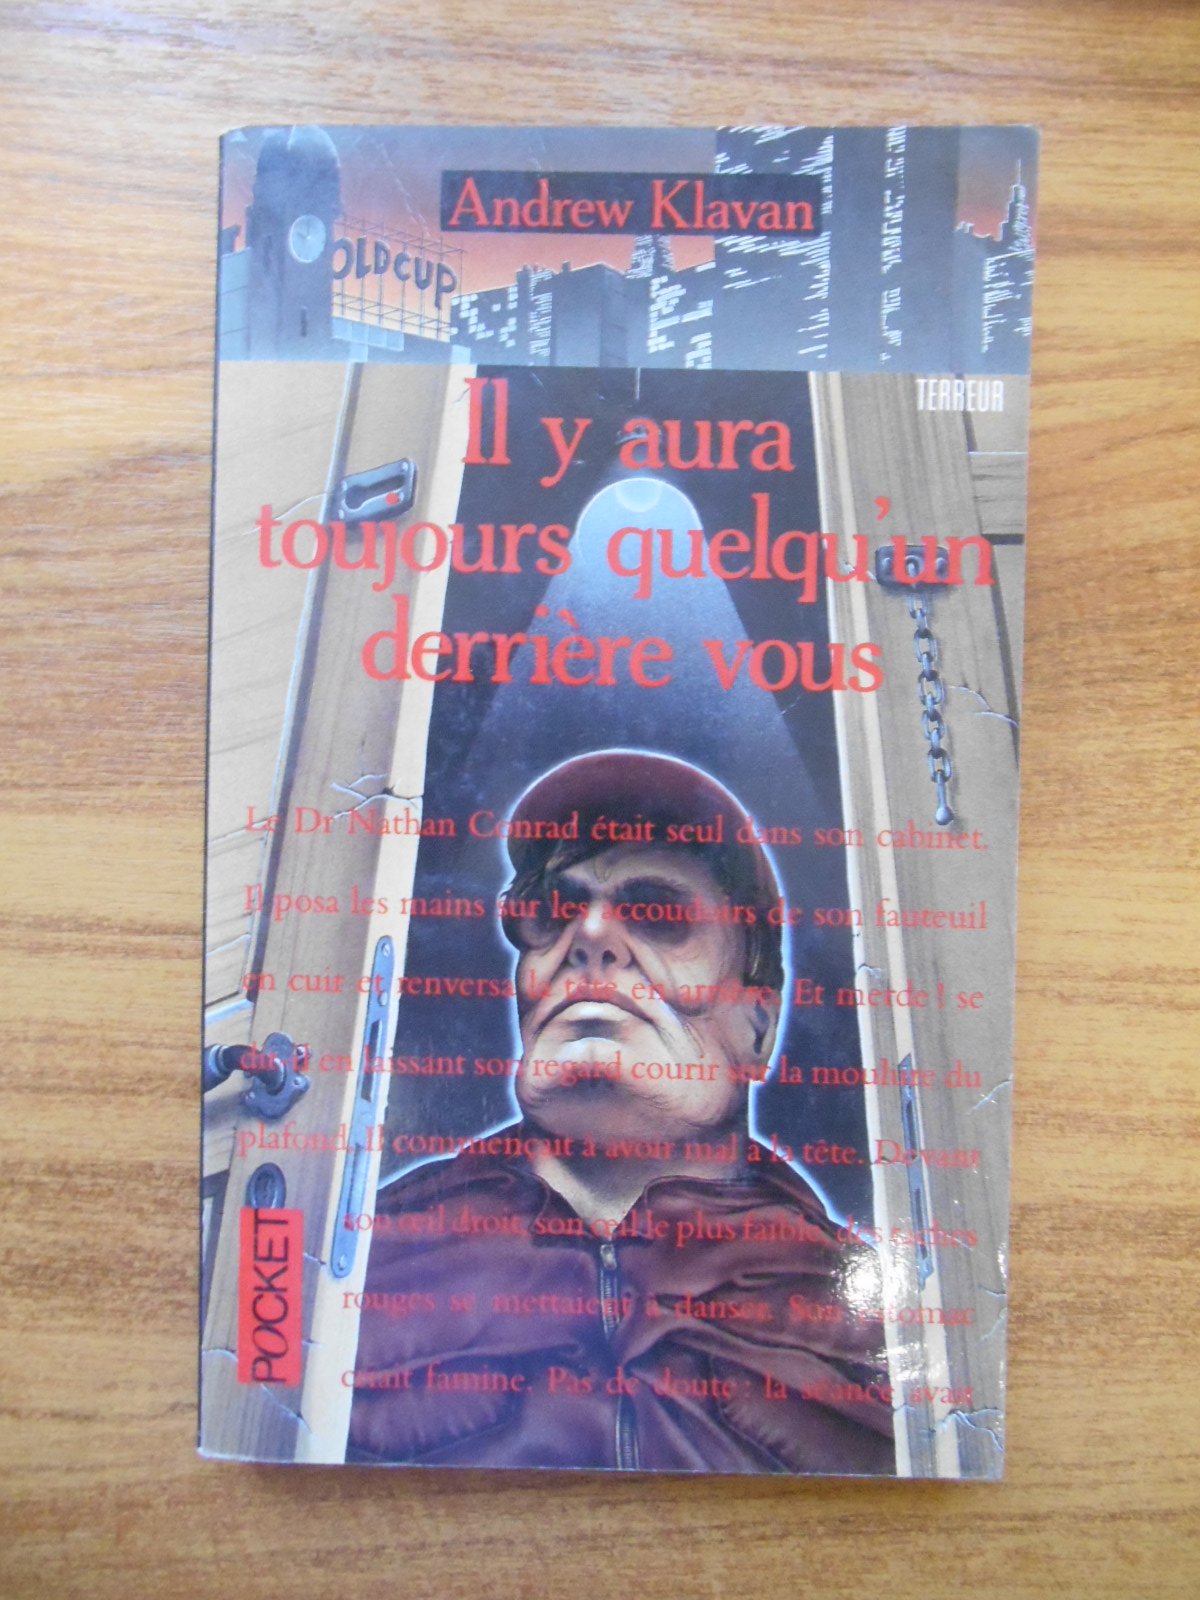 Andrew Klavan
OLD CUP
TERREUR
Il y aura
toujours quelqu'un
derrière vous
Le Dr Nathan Conrad était seul dans son cabinet.
Il posa les mains sur les accoudoirs de son fauteuil
en cuir et renversa la tête en arrière. Et merde ! se
dit-il en laissant son regard courir sur la moulure du
plafond. Il commençait à avoir mal à la tête. Devant
son œil droit, son œil le plus faible, des taches
rouges se mettaient à danser. Son estomac
criait famine. Pas de doute : la séance avait
POCKET